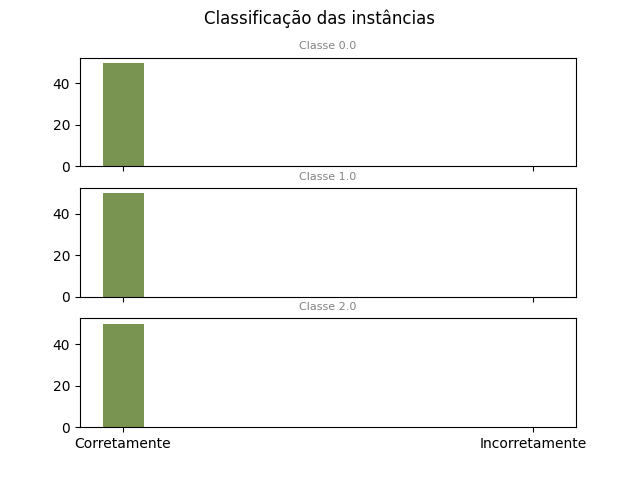 Classificação das instâncias
Classe 0.0
40
20
0
Classe 1.0
40
20
0
Classe 2.0
40
20
0
Corretamente Incorretamente